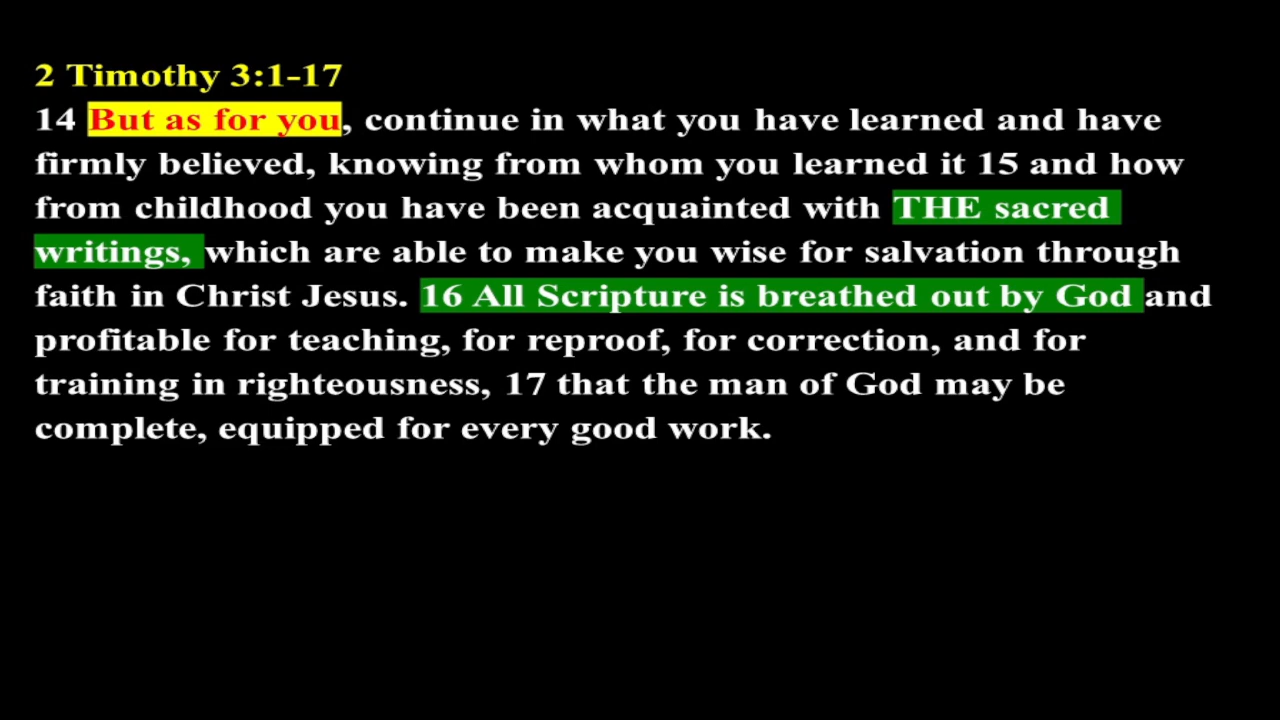 2 Timothy 3:1-17
14 But as for you, continue in what you have learned and have
firmly believed, knowing from whom you learned it 15 and how
from childhood you have been acquainted with THE sacred
writings, which are able to make you wise for salvation through
faith in Christ Jesus. 16 All Scripture is breathed out by God and
profitable for teaching, for reproof, for correction, and for
training in righteousness, 17 that the man of God may be
complete, equipped for every good work.